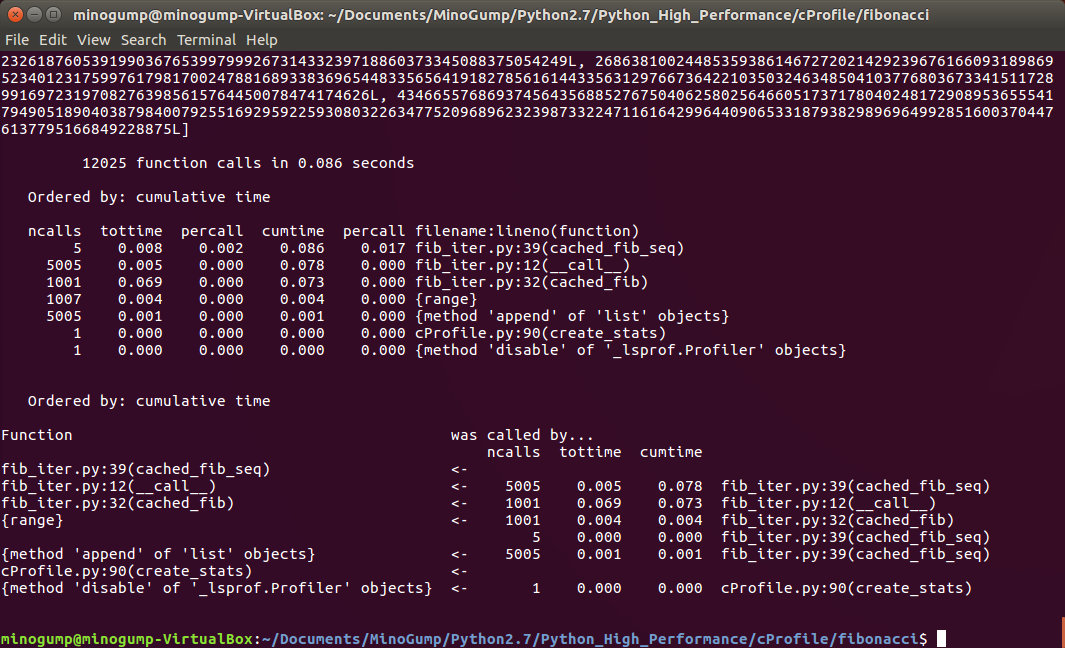 minogump@minogump-VirtualBox: ~/Documents/MinoGump/Python2.7/Python_High_Performance/cProfile/fibonacci
File Edit View Search Terminal Help
23261876053919903676539979992673143323971886037334508837505424​9L, 268638100244853593861467272021429239676166093189869
52340123175997617981700247881689338369654483356564191827856161443356312976673642210350324634850410377680367334151172​8
99169723197082763985615764450078474174626L, 4346655768693745643568852767504062580256466051737178040248172908953655541
79490518904038798400792551692959225930803226347752096896232398733224711616429964409065331879382989696499285160037044​7
6137795166849228875L]
12025 function calls in 0.086 seconds
Ordered by: cumulative time
ncalls tottime percall cumtime percall filename:lineno(function)
5 0.008 0.002 0.086 0.017 fib_iter.py:39(cached_fib_seq)
5005 0.005 0.000 0.078 0.000 fib_iter.py:12(__call__)
1001 0.069 0.000 0.073 0.000 fib_iter.py:32(cached_fib)
1007 0.004 0.000 0.004 0.000 {range}
5005 0.001 0.000 0.001 0.000 {method 'append' of 'list' objects}
1 0.000 0.000 0.000 0.000 cProfile.py:90(create_stats)
1 0.000 0.000 0.000 0.000 {method 'disable' of '_lsprof.Profiler' objects}
Ordered by: cumulative time
Function was called by...
ncalls tottime cumtime
fib_iter.py:39(cached_fib_seq) <-
fib_iter.py:12(__call__) <- 5005 0.005 0.078 fib_iter.py:39(cached_fib_seq)
fib_iter.py:32(cached_fib) <- 1001 0.069 0.073 fib_iter.py:12(__call__)
{range} <- 1001 0.004 0.004 fib_iter.py:32(cached_fib)
5 0.000 0.000 fib_iter.py:39(cached_fib_seq)
{method 'append' of 'list' objects} <- 5005 0.001 0.001 fib_iter.py:39(cached_fib_seq)
cProfile.py:90(create_stats) <-
{method 'disable' of '_lsprof.Profiler' objects} <- 1 0.000 0.000 cProfile.py:90(create_stats)
minogump@minogump-VirtualBox:~/Documents/MinoGump/Python2.7/Python_High_Performance/cProfile/fibonacci$